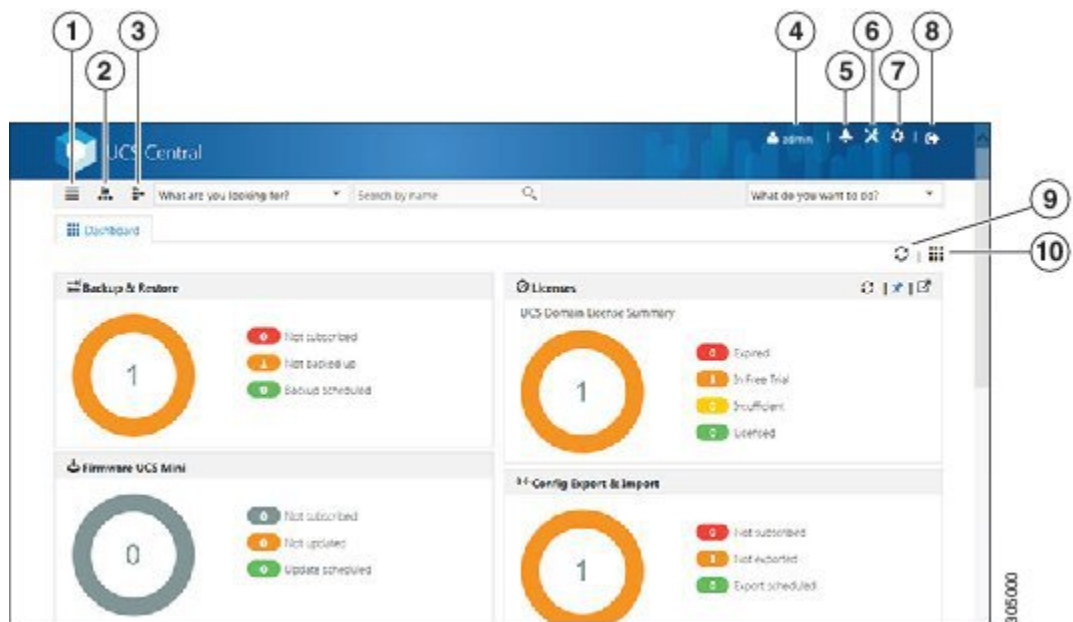 1
3
4
6
8
2
5
7
UCS Central
admin
What are you looking for?
Search by name
What do you want to do?
9
Dashboard
10
Backup & Restore
1
0 Not subscribed
1 Not backed up
0 Backup scheduled
Licenses
UCS Domain License Summary
1
0 Expired
1 In Free Trial
0 Insufficient
0 Licensed
Firmware UCS Mini
0
0 Not subscribed
0 Not updated
0 Update scheduled
Config Export & Import
1
0 Not subscribed
1 Not exported
0 Export scheduled
305000